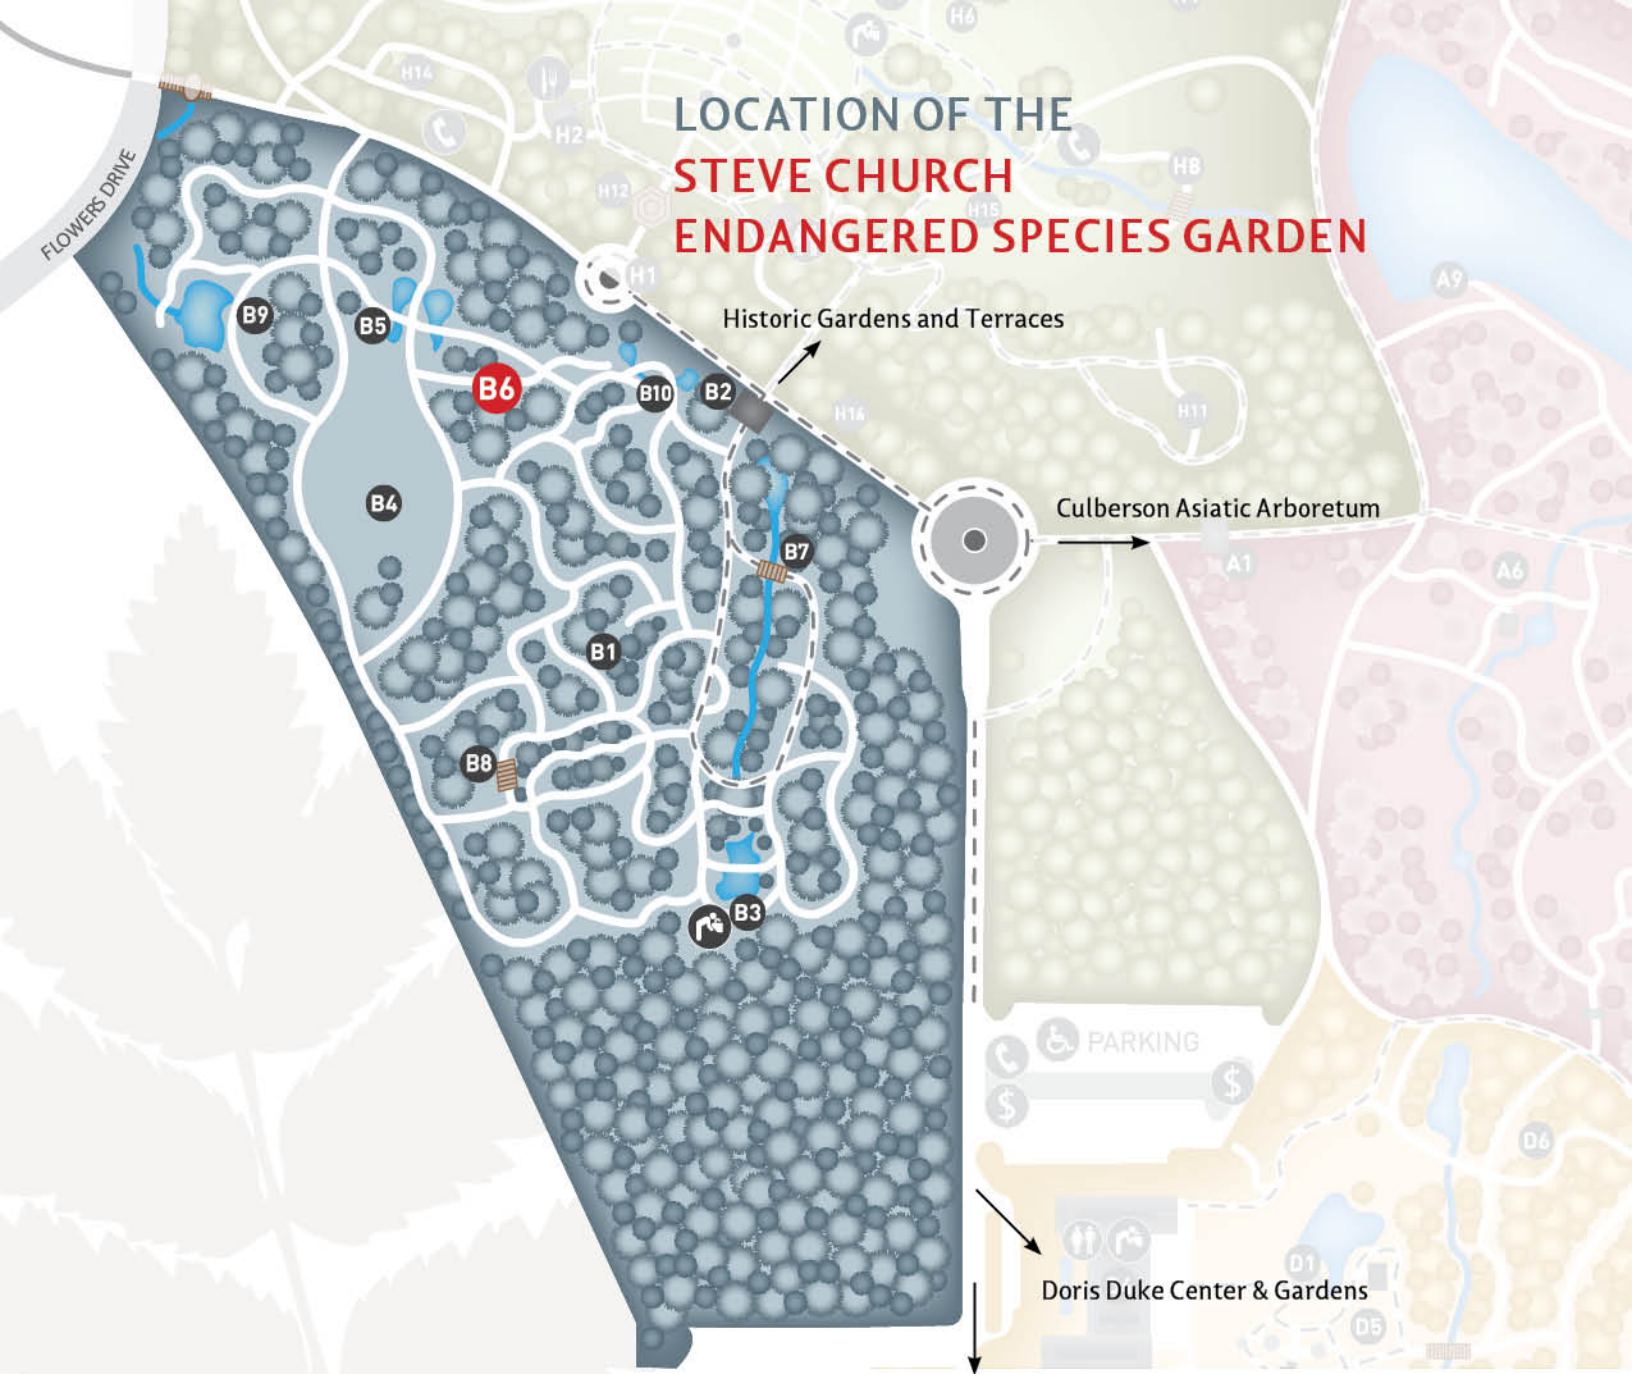 H6
H14
H2
LOCATION OF THE
H8
FLOWERS DRIVE
H12
STEVE CHURCH
H15
ENDANGERED SPECIES GARDEN
H1
A9
B9
B5
Historic Gardens and Terraces
B6
B10
B2
H16
H11
B4
Culberson Asiatic Arboretum
B7
A1
A6
B1
B8
B3
PARKING
$
$
D6
D1
Doris Duke Center & Gardens
D5